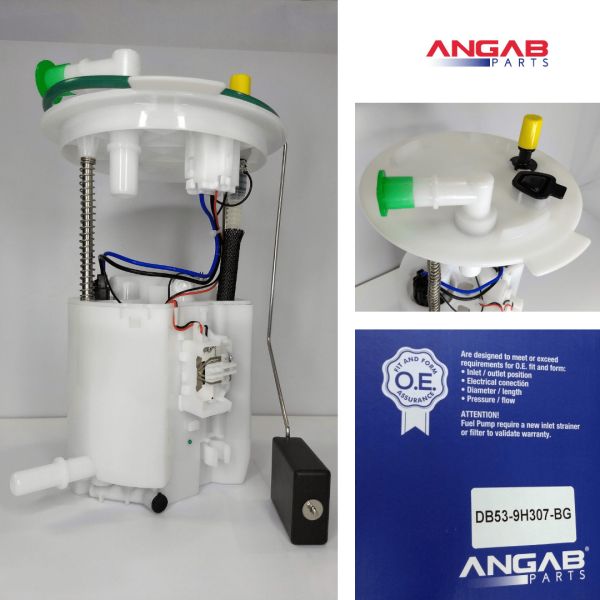 ANGAB
PARTS
FIT AND FORM
O.E.
ASSURANCE
Are designed to meet or exceed
requirements for O.E. fit and form:
• Inlet / outlet position
• Electrical conection
• Diameter / length
• Pressure / flow
ATTENTION!
Fuel Pump require a new inlet strainer
or filter to validate warranty.
DB53-9H307-BG
ANGAB®
PARTS